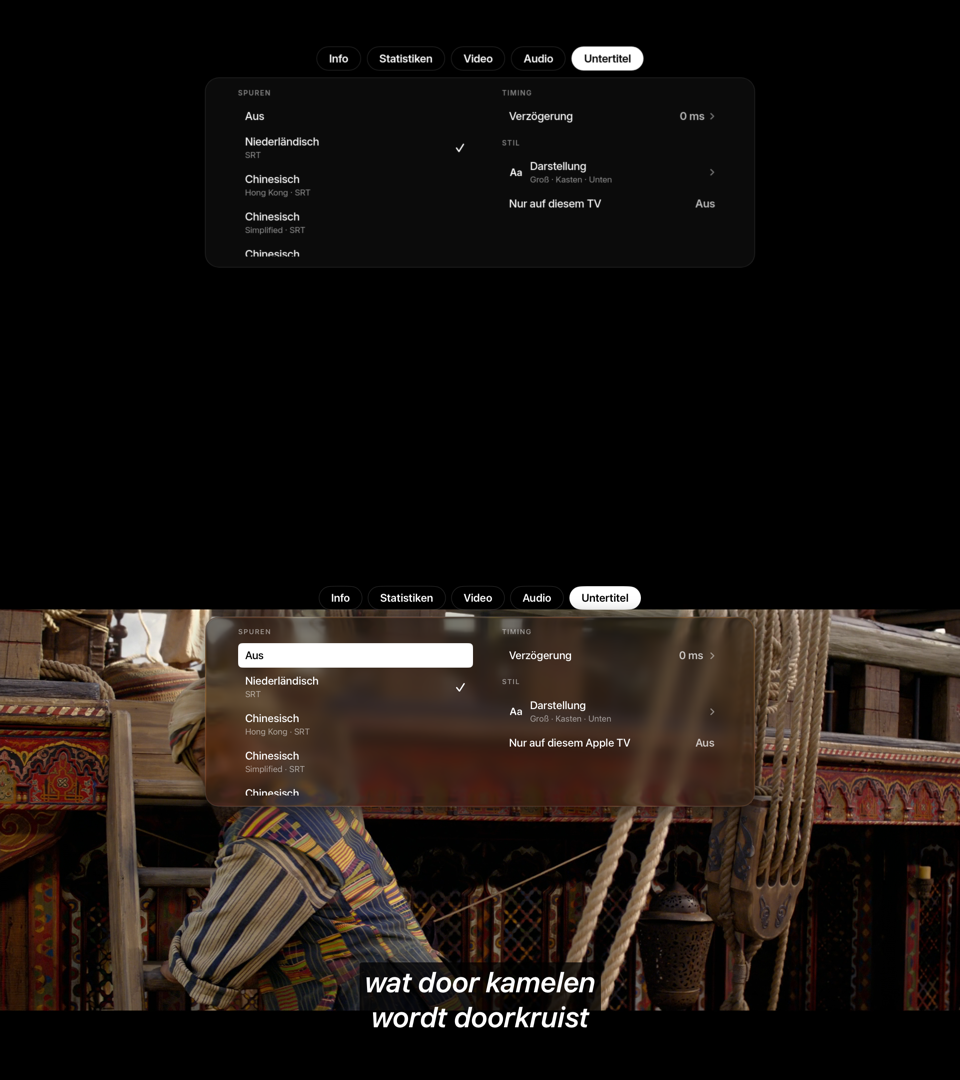 Info Statistiken Video Audio Untertitel
SPUREN
Aus
Niederländisch
SRT
Chinesisch
Hong Kong · SRT
Chinesisch
Simplified · SRT
Chinesisch
TIMING
Verzögerung 0 ms
STIL
Aa Darstellung
Groß · Kasten · Unten
Nur auf diesem TV Aus
Info Statistiken Video Audio Untertitel
SPUREN
Aus
Niederländisch
SRT
Chinesisch
Hong Kong · SRT
Chinesisch
Simplified · SRT
Chinesisch
TIMING
Verzögerung 0 ms
STIL
Aa Darstellung
Groß · Kasten · Unten
Nur auf diesem Apple TV Aus
wat door kamelen
wordt doorkruist